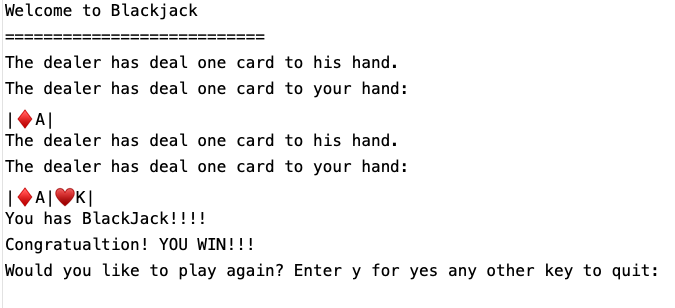 Welcome to Blackjack
===========================
The dealer has deal one card to his hand.
The dealer has deal one card to your hand:
|♦️A|
The dealer has deal one card to his hand.
The dealer has deal one card to your hand:
|♦️A|❤️K|
You has BlackJack!!!!
Congratualtion! YOU WIN!!!
Would you like to play again? Enter y for yes any other key to quit: